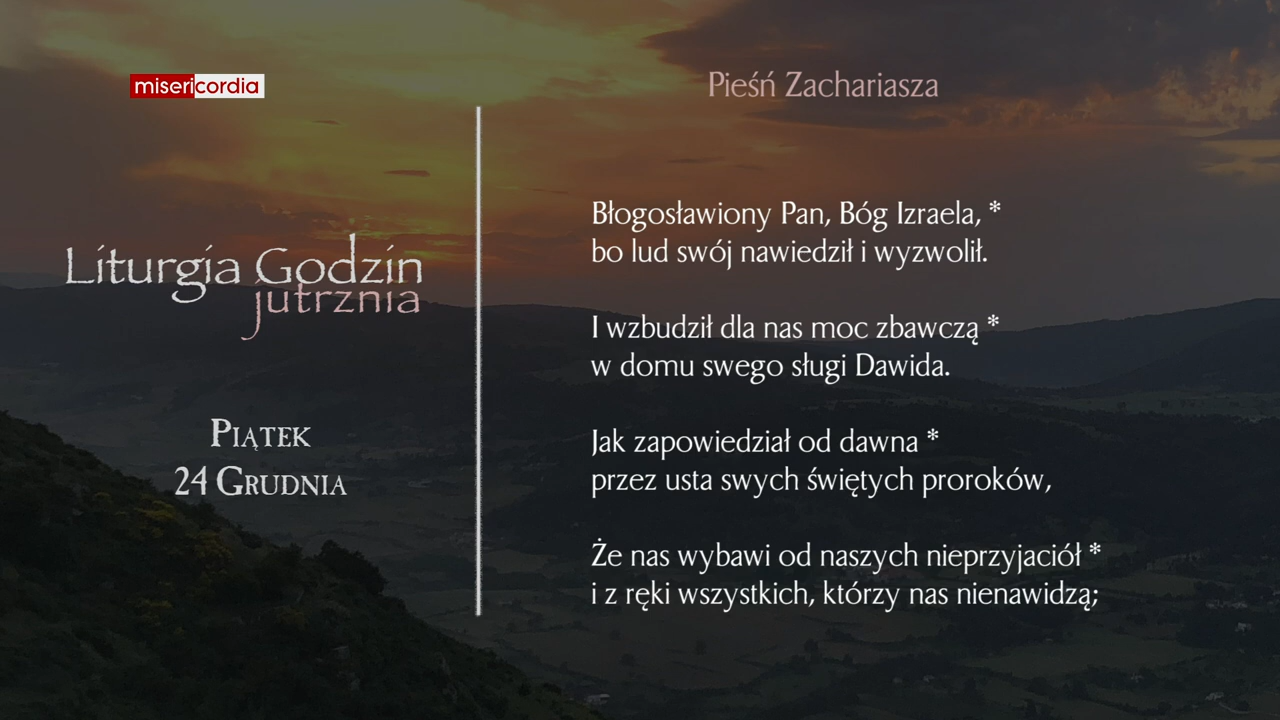 misericordia
Liturgia Godzin
jutrznia
Piątek
24 Grudnia
Pieśń Zachariasza
Błogosławiony Pan, Bóg Izraela, *
bo lud swój nawiedził i wyzwolił.
I wzbudził dla nas moc zbawczą *
w domu swego sługi Dawida.
Jak zapowiedział od dawna *
przez usta swych świętych proroków,
Że nas wybawi od naszych nieprzyjaciół *
i z ręki wszystkich, którzy nas nienawidzą;